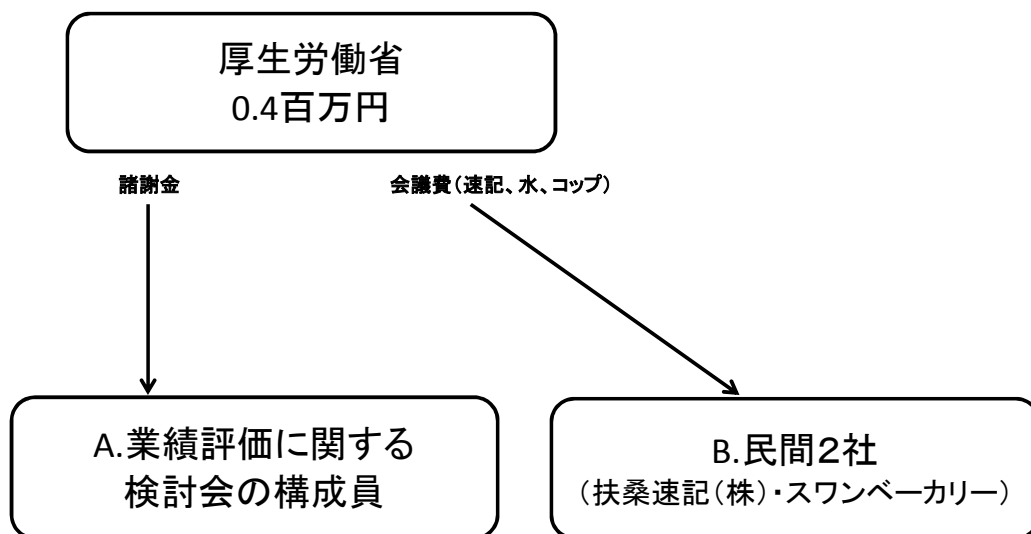 厚生労働省
0.4百万円
諸謝金
会議費(速記、水、コップ)
A.業績評価に関する
検討会の構成員
B.民間２社
(扶桑速記(株)・スワンベーカリー)